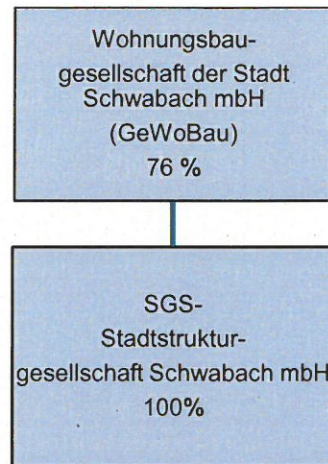 Wohnungsbau-
gesellschaft der Stadt
Schwabach mbH
(GeWoBau)
76 %
SGS-
Stadtstruktur-
gesellschaft Schwabach mbH
100%